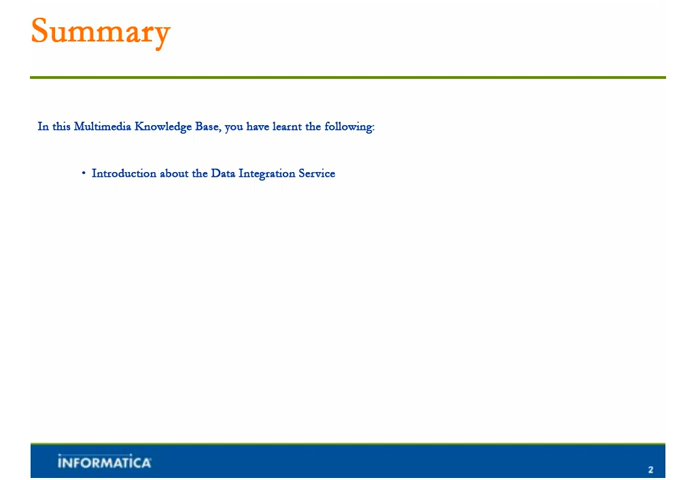 Summary
In this Multimedia Knowledge Base, you have learnt the following:
• Introduction about the Data Integration Service
INFORMATICA
2